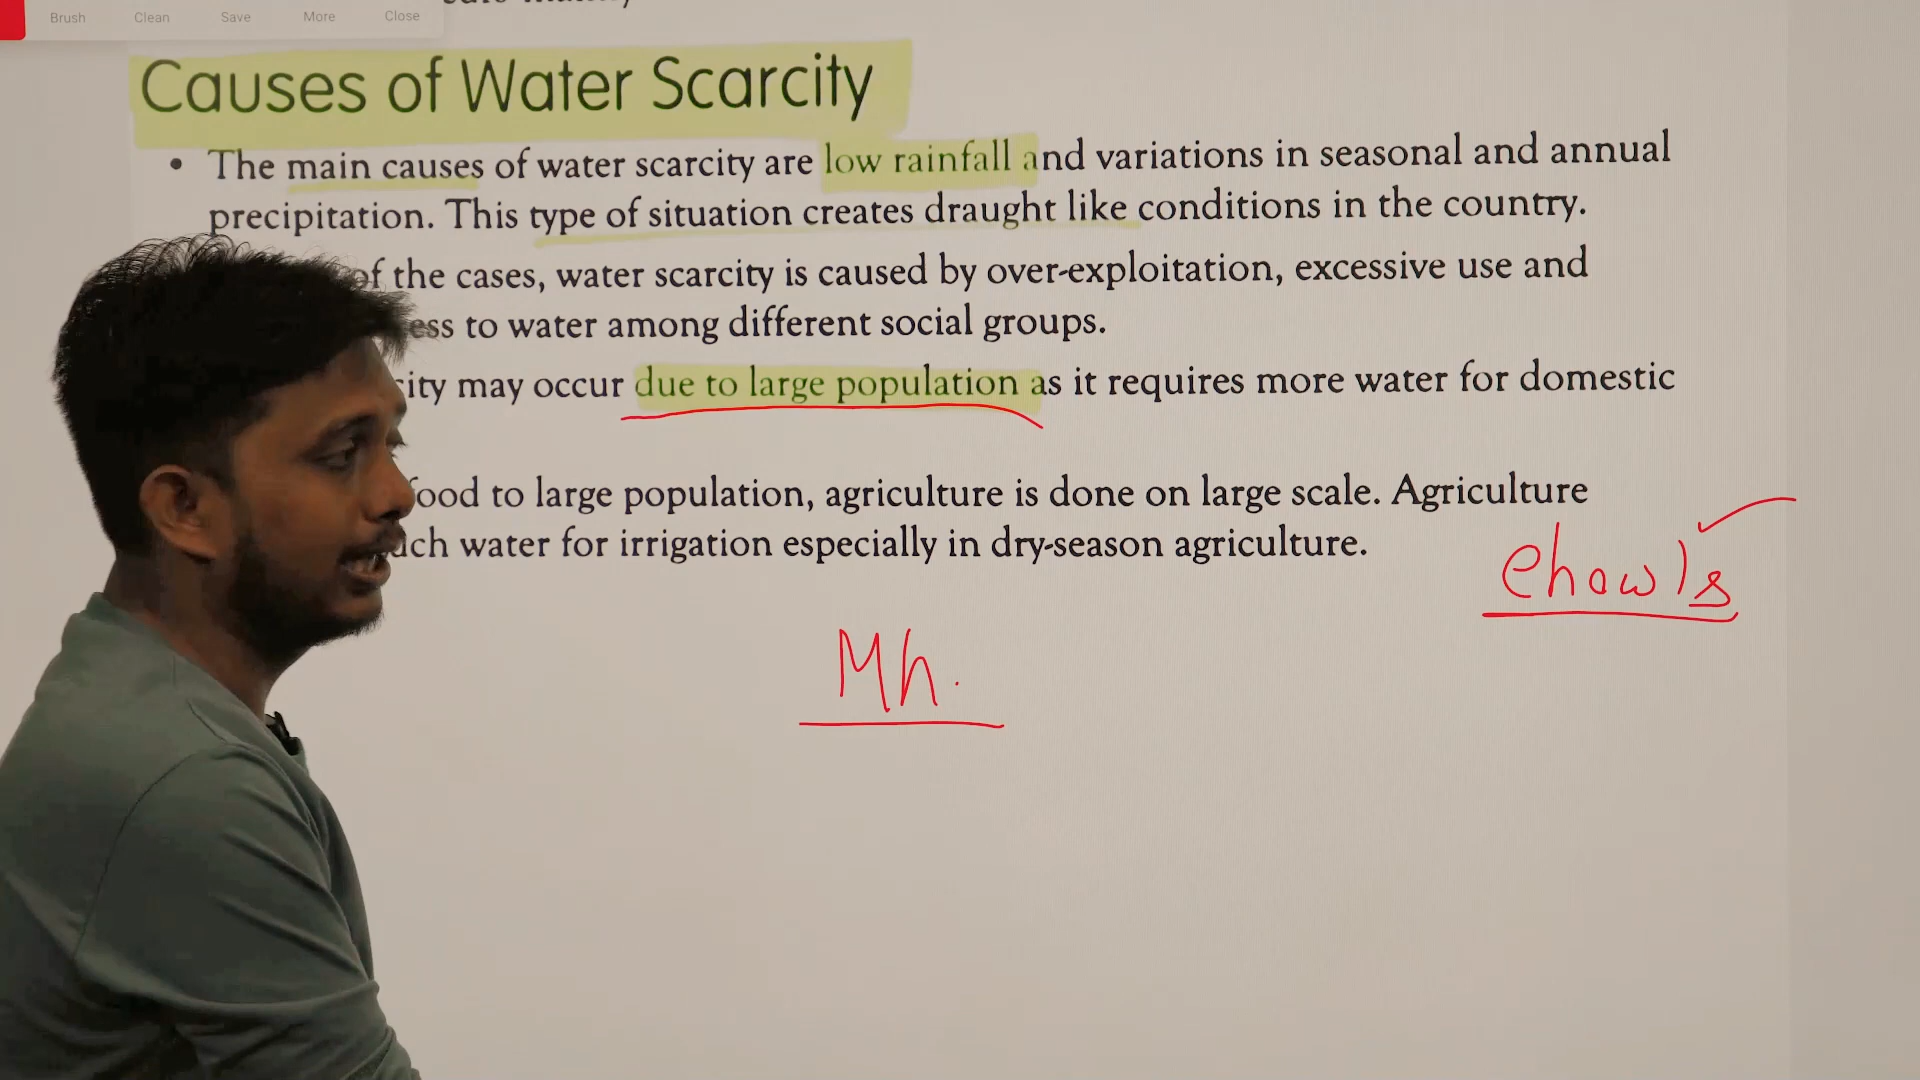 Brush Clean Save More Close
Causes of Water Scarcity
• The main causes of water scarcity are low rainfall and variations in seasonal and annual
precipitation. This type of situation creates draught like conditions in the country.
of the cases, water scarcity is caused by over-exploitation, excessive use and
ess to water among different social groups.
ity may occur due to large population as it requires more water for domestic
food to large population, agriculture is done on large scale. Agriculture
uch water for irrigation especially in dry-season agriculture.
chawls
Mh.